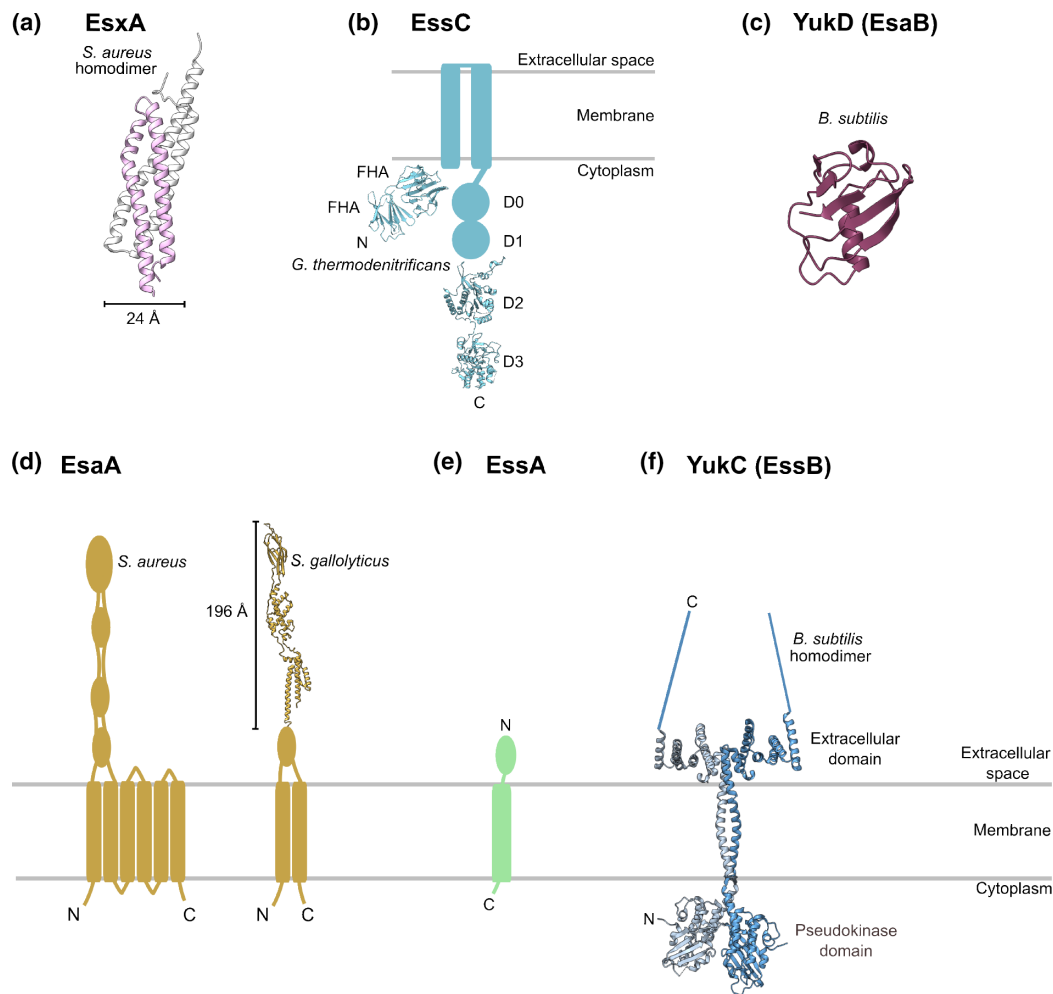 (a) EsxA
S. aureus
homodimer
24 Å
(b) EssC
Extracellular space
Membrane
Cytoplasm
FHA
FHA
N
G. thermodenitrificans
D0
D1
D2
D3
C
(c) YukD (EsaB)
B. subtilis
(d) EsaA
S. aureus
196 Å
S. gallolyticus
N
C
N
C
(e) EssA
N
C
(f) YukC (EssB)
C
B. subtilis
homodimer
Extracellular
domain
Extracellular
space
Membrane
Cytoplasm
N
Pseudokinase
domain